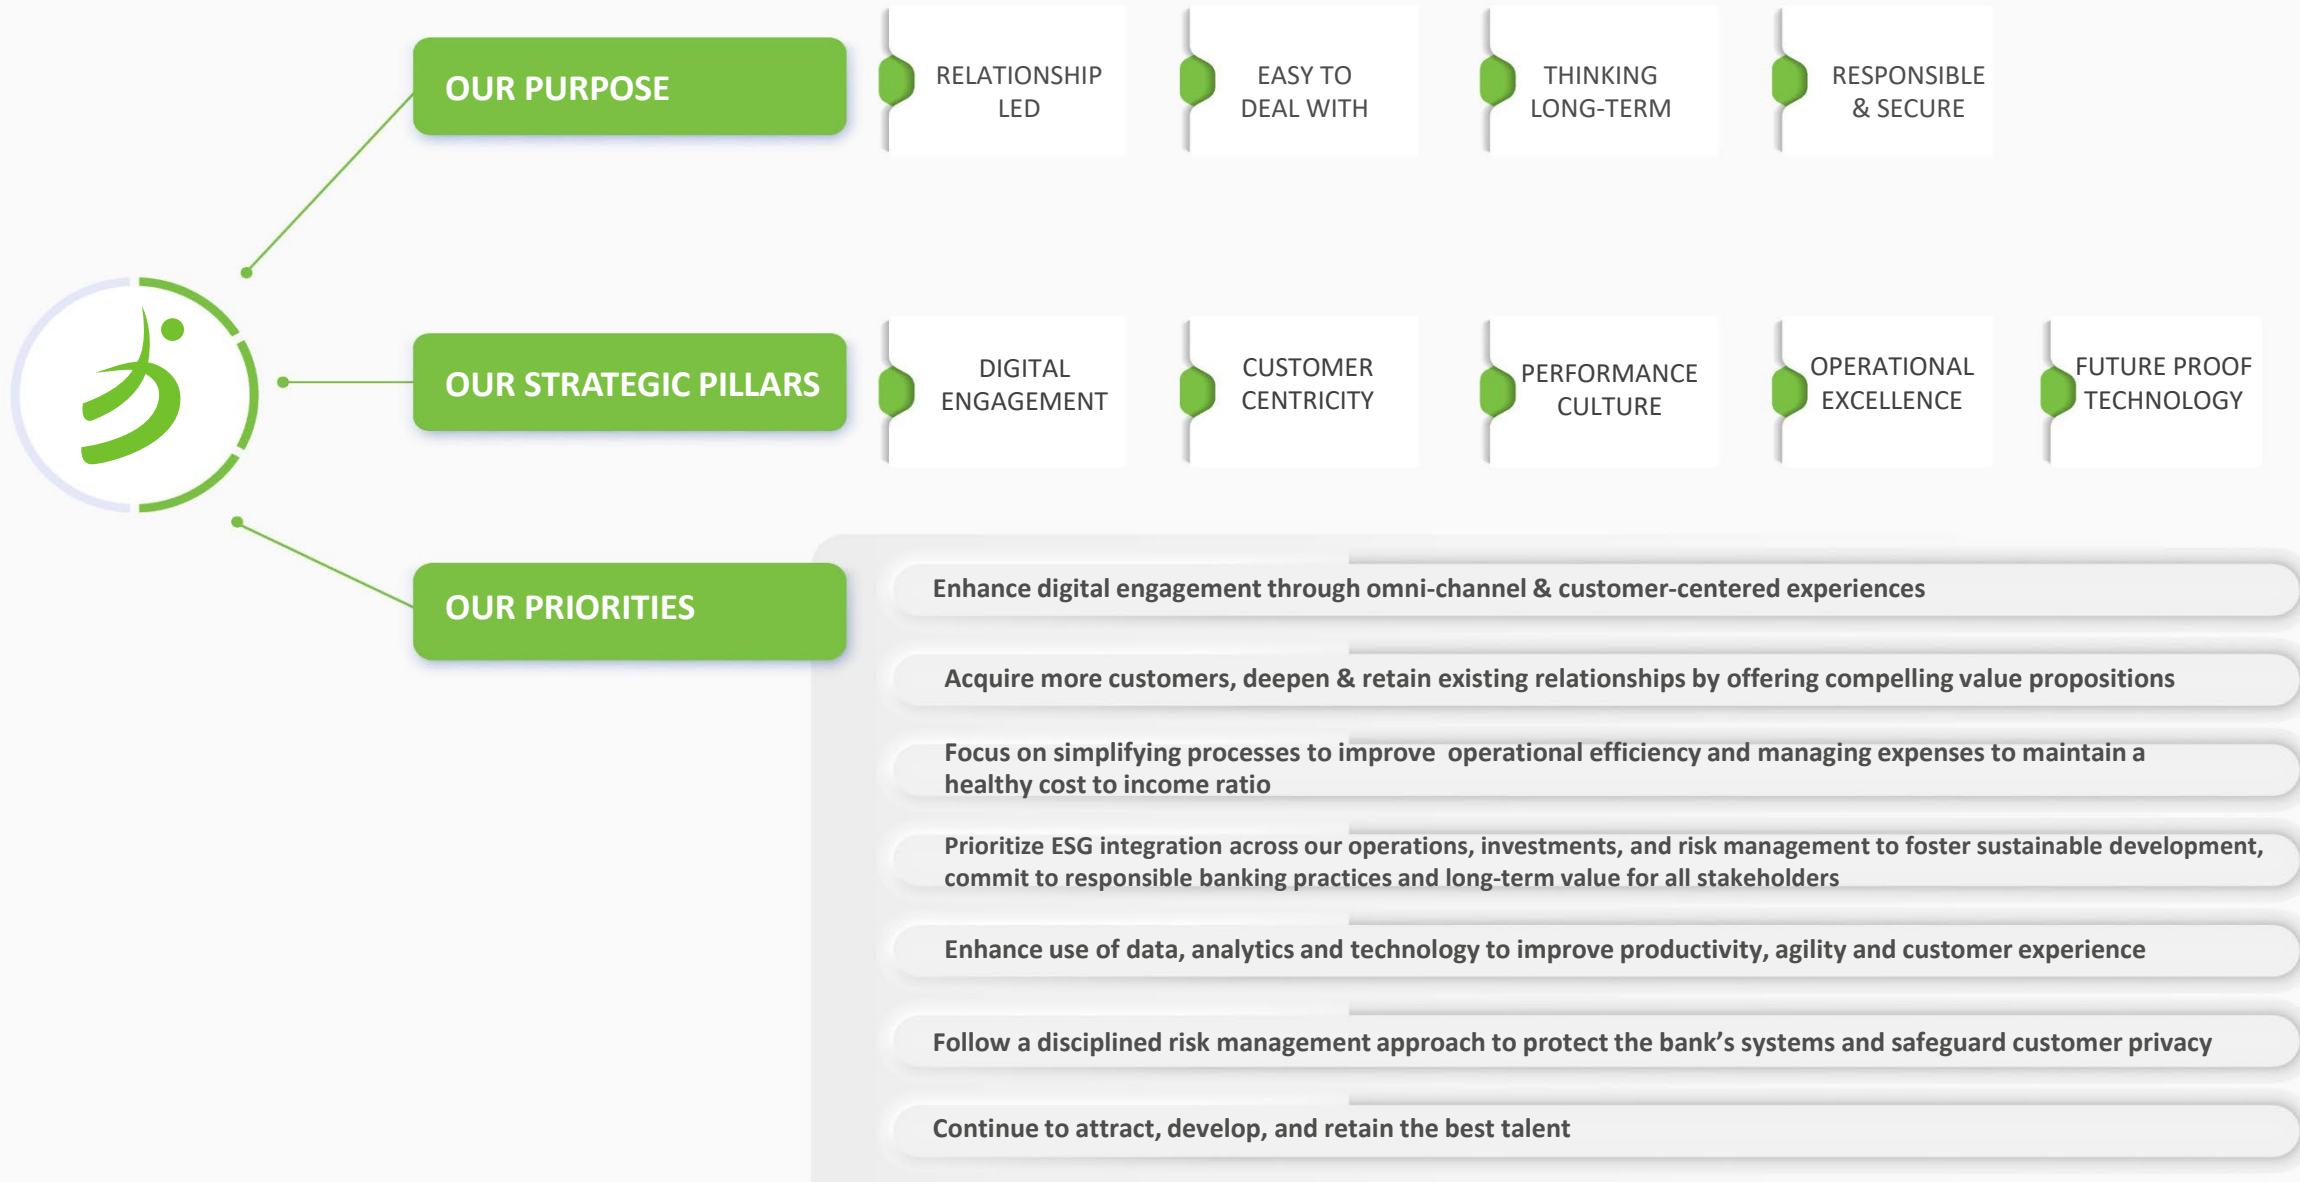 OUR PURPOSE
RELATIONSHIP
LED
EASY TO
DEAL WITH
THINKING
LONG-TERM
RESPONSIBLE
& SECURE
OUR STRATEGIC PILLARS
DIGITAL
ENGAGEMENT
CUSTOMER
CENTRICITY
PERFORMANCE
CULTURE
OPERATIONAL
EXCELLENCE
FUTURE PROOF
TECHNOLOGY
OUR PRIORITIES
Enhance digital engagement through omni-channel & customer-centered experiences
Acquire more customers, deepen & retain existing relationships by offering compelling value propositions
Focus on simplifying processes to improve operational efficiency and managing expenses to maintain a
healthy cost to income ratio
Prioritize ESG integration across our operations, investments, and risk management to foster sustainable development,
commit to responsible banking practices and long-term value for all stakeholders
Enhance use of data, analytics and technology to improve productivity, agility and customer experience
Follow a disciplined risk management approach to protect the bank’s systems and safeguard customer privacy
Continue to attract, develop, and retain the best talent